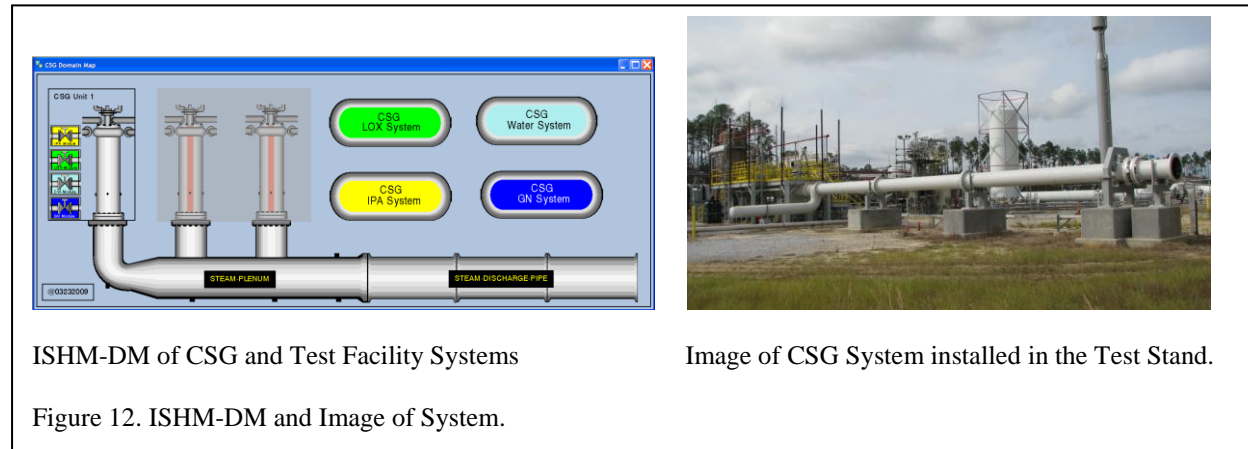 CSG Domain Map
CSG Unit 1
CSG
LOX System
CSG
Water System
CSG
IPA System
CSG
GN System
STEAM-PLENUM
STEAM-DISCHARGE-PIPE
@03232009
ISHM-DM of CSG and Test Facility Systems
Image of CSG System installed in the Test Stand.
Figure 12. ISHM-DM and Image of System.